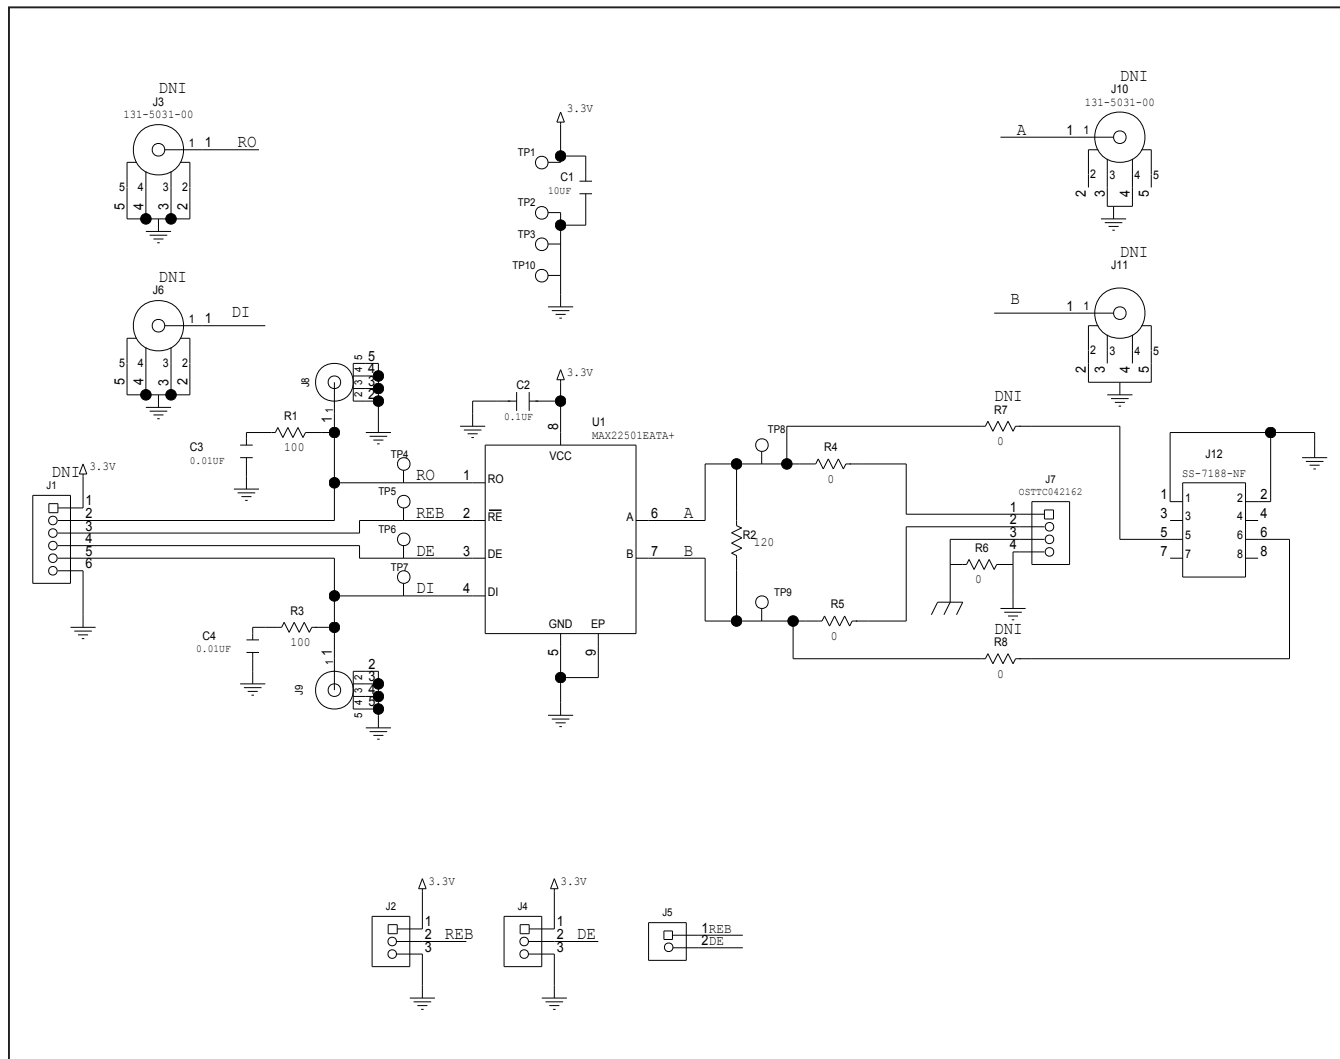 DNI
J3
131-5031-00
1 1 RO
5 4 3 2
5 4 3 2
DNI
J6
1 1 DI
5 4 3 2
5 4 3 2
3.3V
TP1
C1
10UF
TP2
TP3
TP10
DNI
J10
131-5031-00
A 1 1
2 3 4 5
2 3 4 5
DNI
J11
B 1 1
2 3 4 5
2 3 4 5
J8
5 5
4 4
3 3
2 2
1 1
R1
100
C3
0.01UF
DNI
3.3V
J1
1
2
3
4
5
6
TP4
RO
TP5
REB
TP6
DE
TP7
DI
R3
100
C4
0.01UF
1 1
J9
2 2
3 3
4 4
5 5
3.3V
C2
0.1UF
8
U1
MAX22501EATA+
VCC
1 RO
2 RE
3 DE
4 DI
A 6 A
B 7 B
GND EP
5 9
R2
120
TP8
R4
0
TP9
R5
0
DNI
R7
0
J7
OSTTC042162
1
2
3
4
R6
0
DNI
R8
0
J12
SS-7188-NF
1 1 2 2
3 3 4 4
5 5 6 6
7 7 8 8
3.3V
J2
1
2 REB
3
3.3V
J4
1
2 DE
3
J5
1 REB
2 DE